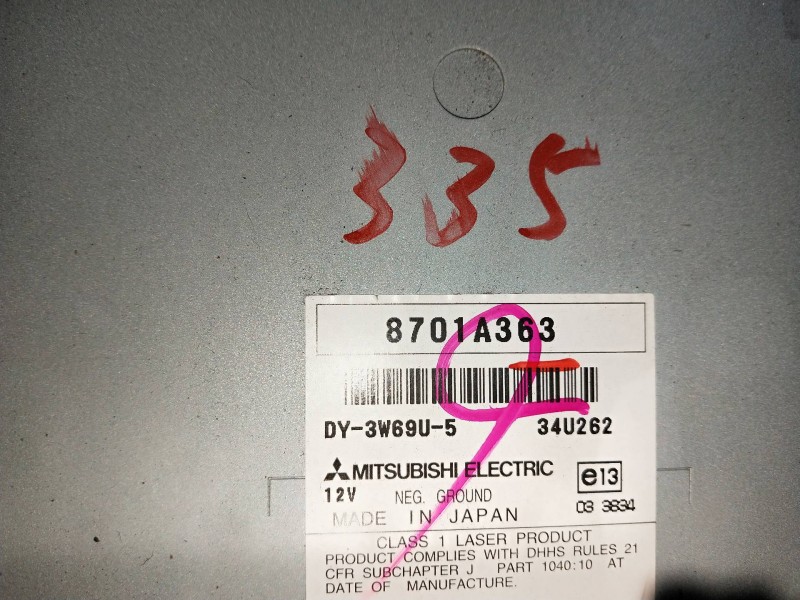 335
8701A363
DY-3W69U-5 34U262
MITSUBISHI ELECTRIC e13
12V NEG. GROUND 03 3834
MADE IN JAPAN
CLASS 1 LASER PRODUCT
PRODUCT COMPLIES WITH DHHS RULES 21
CFR SUBCHAPTER J PART 1040:10 AT
DATE OF MANUFACTURE.